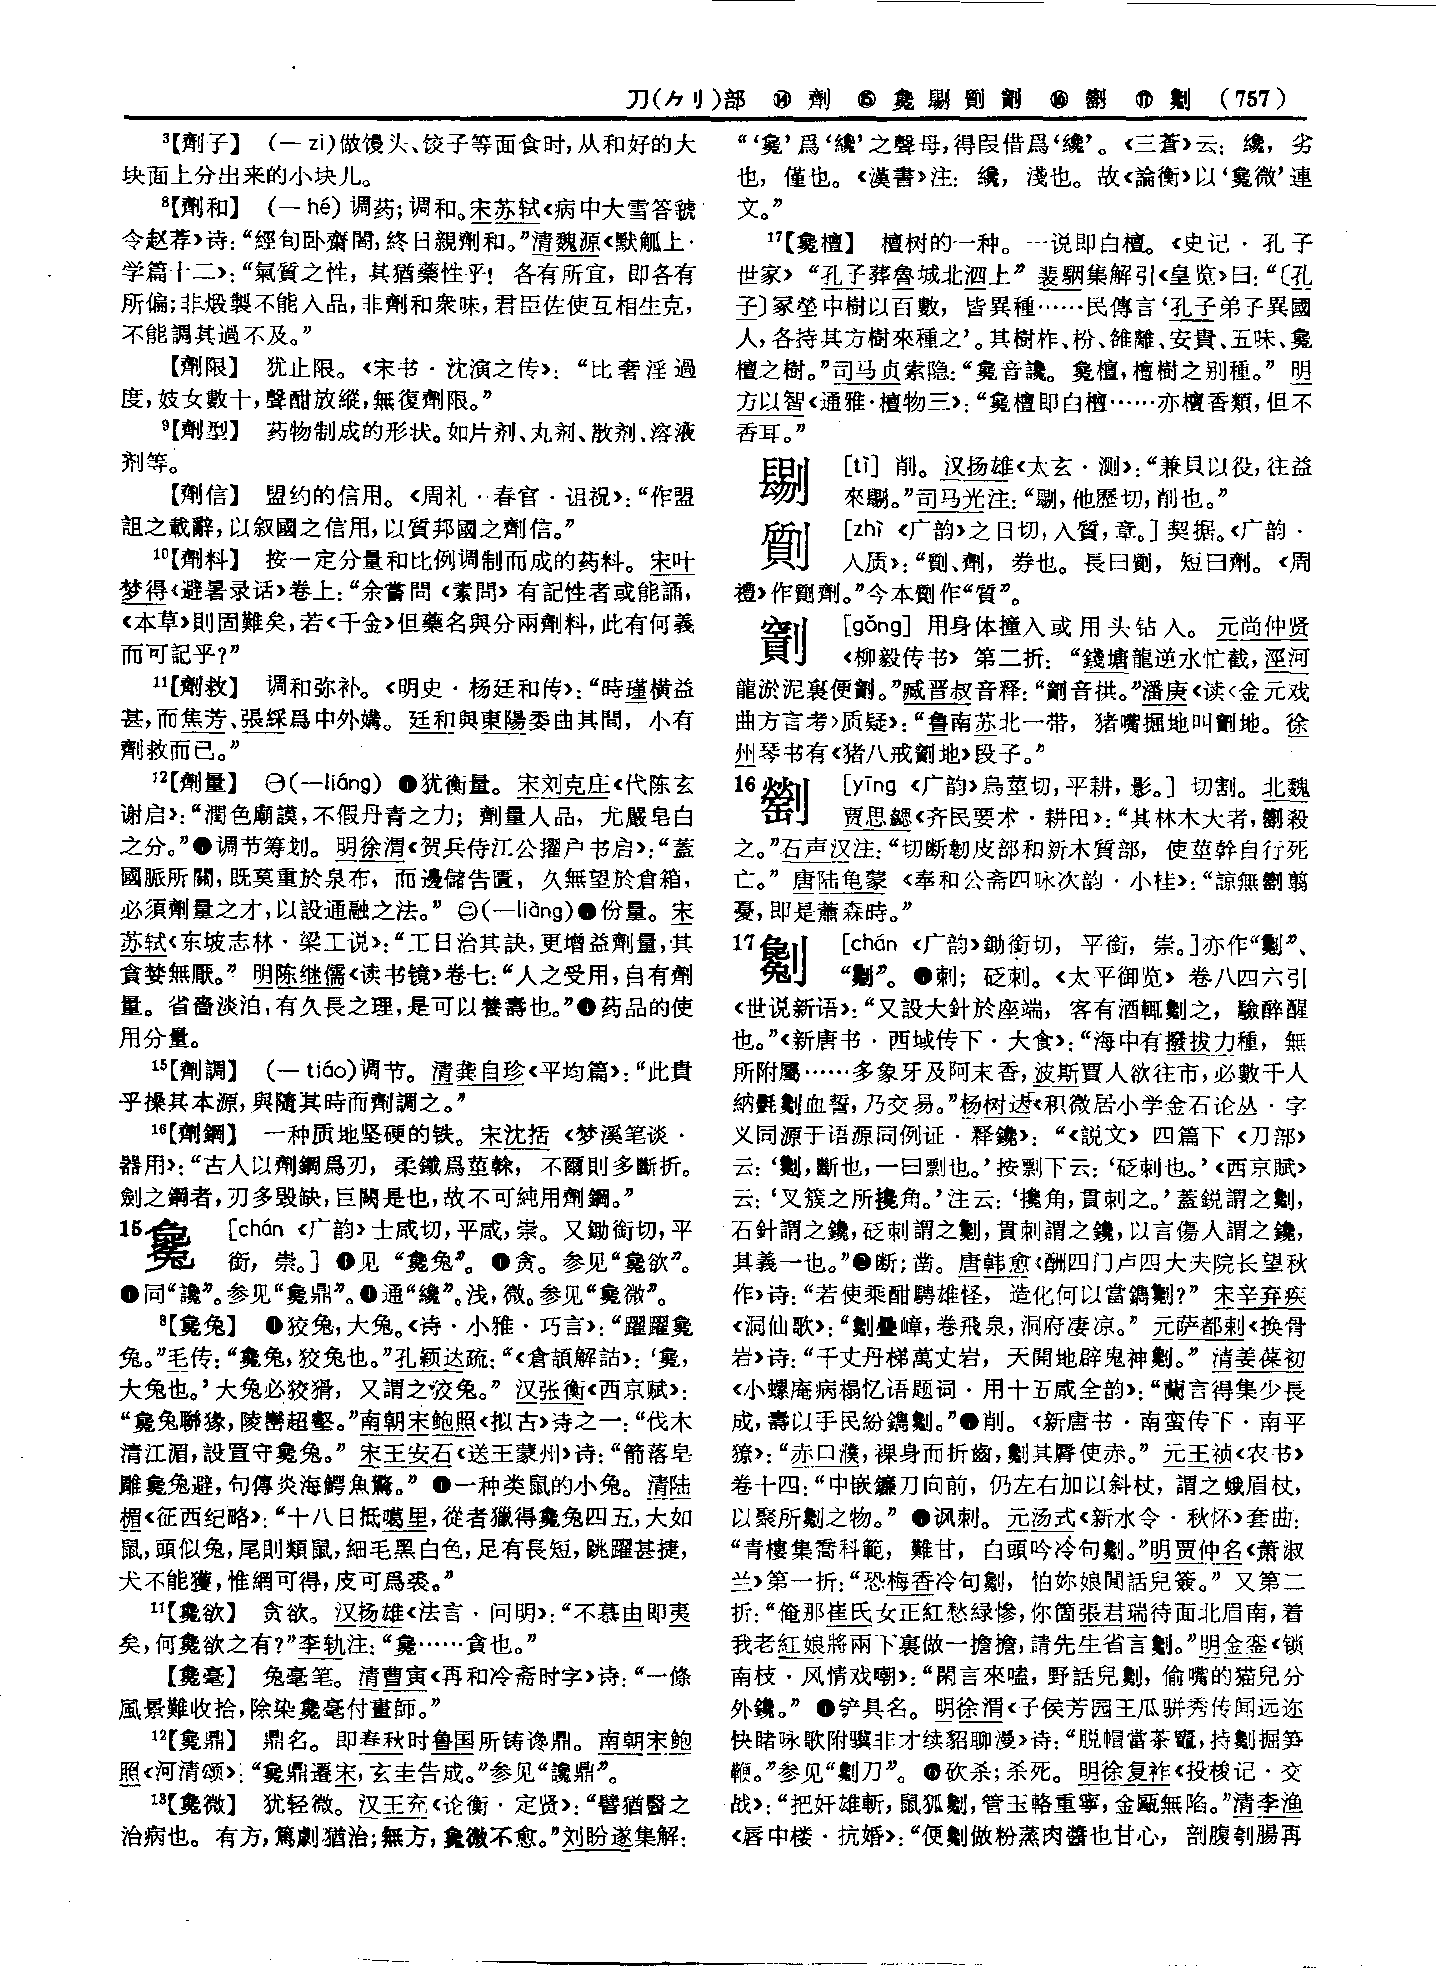 刀(⺈刂)部 ⑭ 劑 ⑮ 毚 𠠔 劕 𠠛 ⑯ 𠠜 ⑰ 劖 (757)
³【劑子】 (一 zi)做馒头、饺子等面食时,从和好的大
块面上分出来的小块儿。
⁸【劑和】 (一 hé) 调药;调和。宋苏轼《病中大雪答虢
令赵荐》诗:“經旬卧齋閤,終日親劑和。”清魏源《默觚上·
学篇十二》:“氣質之性,其猶藥性乎! 各有所宜,即各有
所偏;非煅製不能入品,非劑和衆味,君臣佐使互相生克,
不能調其過不及。”
【劑限】 犹止限。《宋书·沈演之传》:“比奢淫過
度,妓女數十,聲酣放縱,無復劑限。”
⁹【劑型】 药物制成的形状。如片剂、丸剂、散剂、溶液
剂等。
【劑信】 盟约的信用。《周礼·春官·诅祝》:“作盟
詛之載辭,以叙國之信用,以質邦國之劑信。”
¹⁰【劑料】 按一定分量和比例调制而成的药料。宋叶
梦得《避暑录话》卷上:“余嘗問《素問》有記性者或能誦,
《本草》則固難矣,若《千金》但藥名與分兩劑料,此有何義
而可記乎?”
¹¹【劑救】 调和弥补。《明史·杨廷和传》:“時瑾横益
甚,而焦芳、張綵爲中外媾。廷和與東陽委曲其間,小有
劑救而已。”
¹²【劑量】 ㊀(一liáng) ❶犹衡量。宋刘克庄《代陈玄
谢启》:“潤色廟謨,不假丹青之力;劑量人品,尤嚴皂白
之分。”❷调节筹划。明徐渭《贺兵侍江公擢户书启》:“蓋
國脈所關,既莫重於泉布,而邊儲告匱,久無望於倉箱,
必須劑量之才,以設通融之法。”㊁(一liàng)❶份量。宋
苏轼《东坡志林·梁工说》:“工日治其訣,更增益劑量,其
貪婪無厭。”明陈继儒《读书镜》卷七:“人之受用,自有劑
量。省嗇淡泊,有久長之理,是可以養壽也。”❷药品的使
用分量。
¹⁵【劑調】 (一 tiáo)调节。清龚自珍《平均篇》:“此貴
乎操其本源,與隨其時而劑調之。”
¹⁶【劑鋼】 一种质地坚硬的铁。宋沈括《梦溪笔谈·
器用》:“古人以劑鋼爲刃,柔鐵爲莖榦,不爾則多斷折。
劍之鋼者,刃多毁缺,巨闕是也,故不可純用劑鋼。”
15 毚 [chán 《广韵》士咸切,平咸,崇。又鋤銜切,平
銜,崇。] ❶见“毚兔”。❷贪。参见“毚欲”。
❸同“讒”。参见“毚鼎”。❹通“纔”。浅,微。参见“毚微”。
⁸【毚兔】 ❶狡兔,大兔。《诗·小雅·巧言》:“躍躍毚
兔。”毛传:“毚兔,狡兔也。”孔颖达疏:“《倉頡解詁》:‘毚,
大兔也。’大兔必狡猾,又謂之狡兔。”汉张衡《西京赋》:
“毚兔聯猭,陵巒超壑。”南朝宋鲍照《拟古》诗之一:“伐木
清江湄,設罝守毚兔。”宋王安石《送王蒙州》诗:“箭落皂
雕毚兔避,句傳炎海鰐魚驚。”❷一种类鼠的小兔。清陆
楣《征西纪略》:“十八日抵噶里,從者獵得毚兔四五,大如
鼠,頭似兔,尾則類鼠,細毛黑白色,足有長短,跳躍甚捷,
犬不能獲,惟網可得,皮可爲裘。”
¹¹【毚欲】 贪欲。汉扬雄《法言·问明》:“不慕由即夷
矣,何毚欲之有?”李轨注:“毚……貪也。”
【毚毫】 兔毫笔。清曹寅《再和冷斋时字》诗:“一條
風景難收拾,除染毚毫付畫師。”
¹²【毚鼎】 鼎名。即春秋时鲁国所铸谗鼎。南朝宋鲍
照《河清颂》:“毚鼎遷宋,玄圭告成。”参见“讒鼎”。
¹³【毚微】 犹轻微。汉王充《论衡·定贤》:“譬猶醫之
治病也。有方,篤劇猶治;無方,毚微不愈。”刘盼遂集解:
“‘毚’爲‘纔’之聲母,得叚借爲‘纔’。《三蒼》云:纔,劣
也,僅也。《漢書》注:纔,淺也。故《論衡》以‘毚微’連
文。”
¹⁷【毚檀】 檀树的一种。一说即白檀。《史记·孔子
世家》“孔子葬魯城北泗上”裴駰集解引《皇览》曰:“〔孔
子〕冢塋中樹以百數,皆異種……民傳言‘孔子弟子異國
人,各持其方樹來種之’。其樹柞、枌、雒離、安貴、五味、毚
檀之樹。”司马贞索隐:“毚音讒。毚檀,檀樹之别種。”明
方以智《通雅·檀物三》:“毚檀即白檀……亦檀香類,但不
香耳。”
𠠔 [tì] 削。汉扬雄《太玄·测》:“兼貝以役,往益
來𠠔。”司马光注:“𠠔,他歷切,削也。”
劕 [zhì 《广韵》之日切,入質,章。] 契据。《广韵·
入质》:“劕、劑,券也。長曰劕,短曰劑。《周
禮》作劕劑。”今本劕作“質”。
[gǒng] 用身体撞入或用头钻入。元尚仲贤
《柳毅传书》第二折:“錢塘龍逆水忙截,涇河
龍淤泥裏便劗。”臧晋叔音释:“劗音拱。”潘庚《读〈金元戏
曲方言考〉质疑》:“鲁南苏北一带,猪嘴掘地叫劗地。徐
州琴书有《猪八戒劗地》段子。”
16 [yīng 《广韵》烏莖切,平耕,影。] 切割。北魏
贾思勰《齐民要术·耕田》:“其林木大者,殺
之。”石声汉注:“切断韌皮部和新木質部,使莖幹自行死
亡。”唐陆龟蒙《奉和公斋四咏次韵·小桂》:“諒無翦
憂,即是蕭森時。”
17 劖 [chán 《广韵》鋤銜切,平銜,崇。]亦作“劖”、
“劖”。❶刺;砭刺。《太平御览》卷八四六引
《世说新语》:“又設大針於座端,客有酒輒劖之,驗醉醒
也。”《新唐书·西域传下·大食》:“海中有撥拔力種,無
所附屬……多象牙及阿末香,波斯賈人欲往市,必數千人
納氎劖血誓,乃交易。”杨树达《积微居小学金石论丛·字
义同源于语源同例证·释鑱》:“《説文》四篇下《刀部》
云:‘劖,斷也,一曰剽也。’按剽下云:‘砭刺也。’《西京賦》
云:‘叉簇之所攙捔。’注云:‘攙捔,貫刺之。’蓋鋭謂之劖,
石針謂之鑱,砭刺謂之劖,貫刺謂之鑱,以言傷人謂之鑱,
其義一也。”❷断;凿。唐韩愈《酬四门卢四大夫院长望秋
作》诗:“若使乘酣騁雄怪,造化何以當鐫劖?”宋辛弃疾
《洞仙歌》:“劖疊嶂,卷飛泉,洞府凄凉。”元萨都剌《换骨
岩》诗:“千丈丹梯萬丈岩,天開地辟鬼神劖。”清姜葆初
《小螺庵病榻忆语题词·用十五咸全韵》:“蘭言得集少長
成,壽以手民紛鐫劖。”❸削。《新唐书·南蛮传下·南平
獠》:“赤口濮,裸身而折齒,劖其脣使赤。”元王祯《农书》
卷十四:“中嵌鐮刀向前,仍左右加以斜杖,謂之蛾眉杖,
以聚所劖之物。”❹讽刺。元汤式《新水令·秋怀》套曲:
“青樓集喬科範,難甘,白頭吟冷句劖。”明贾仲名《萧淑
兰》第一折:“恐梅香冷句劖,怕妳娘閒話兒簽。”又第二
折:“俺那崔氏女正紅愁緑慘,你箇張君瑞待面北眉南,着
我老紅娘將兩下裏做一擔擔,請先生省言劖。”明金銮《锁
南枝·风情戏嘲》:“閑言來嗑,野話兒劖,偷嘴的猫兒分
外鑱。”❺铲具名。明徐渭《子侯芳园王瓜骈秀传闻远迩
快睹咏歌附骥非才续貂聊漫》诗:“脱帽當茶竈,持劖掘笋
鞭。”参见“劖刀”。❻砍杀;杀死。明徐复祚《投梭记·交
战》:“把奸雄斬,鼠狐劖,管玉輅重寧,金甌無陷。”清李渔
《唇中楼·抗婚》:“便劖做粉蒸肉醬也甘心,剖腹刳腸再